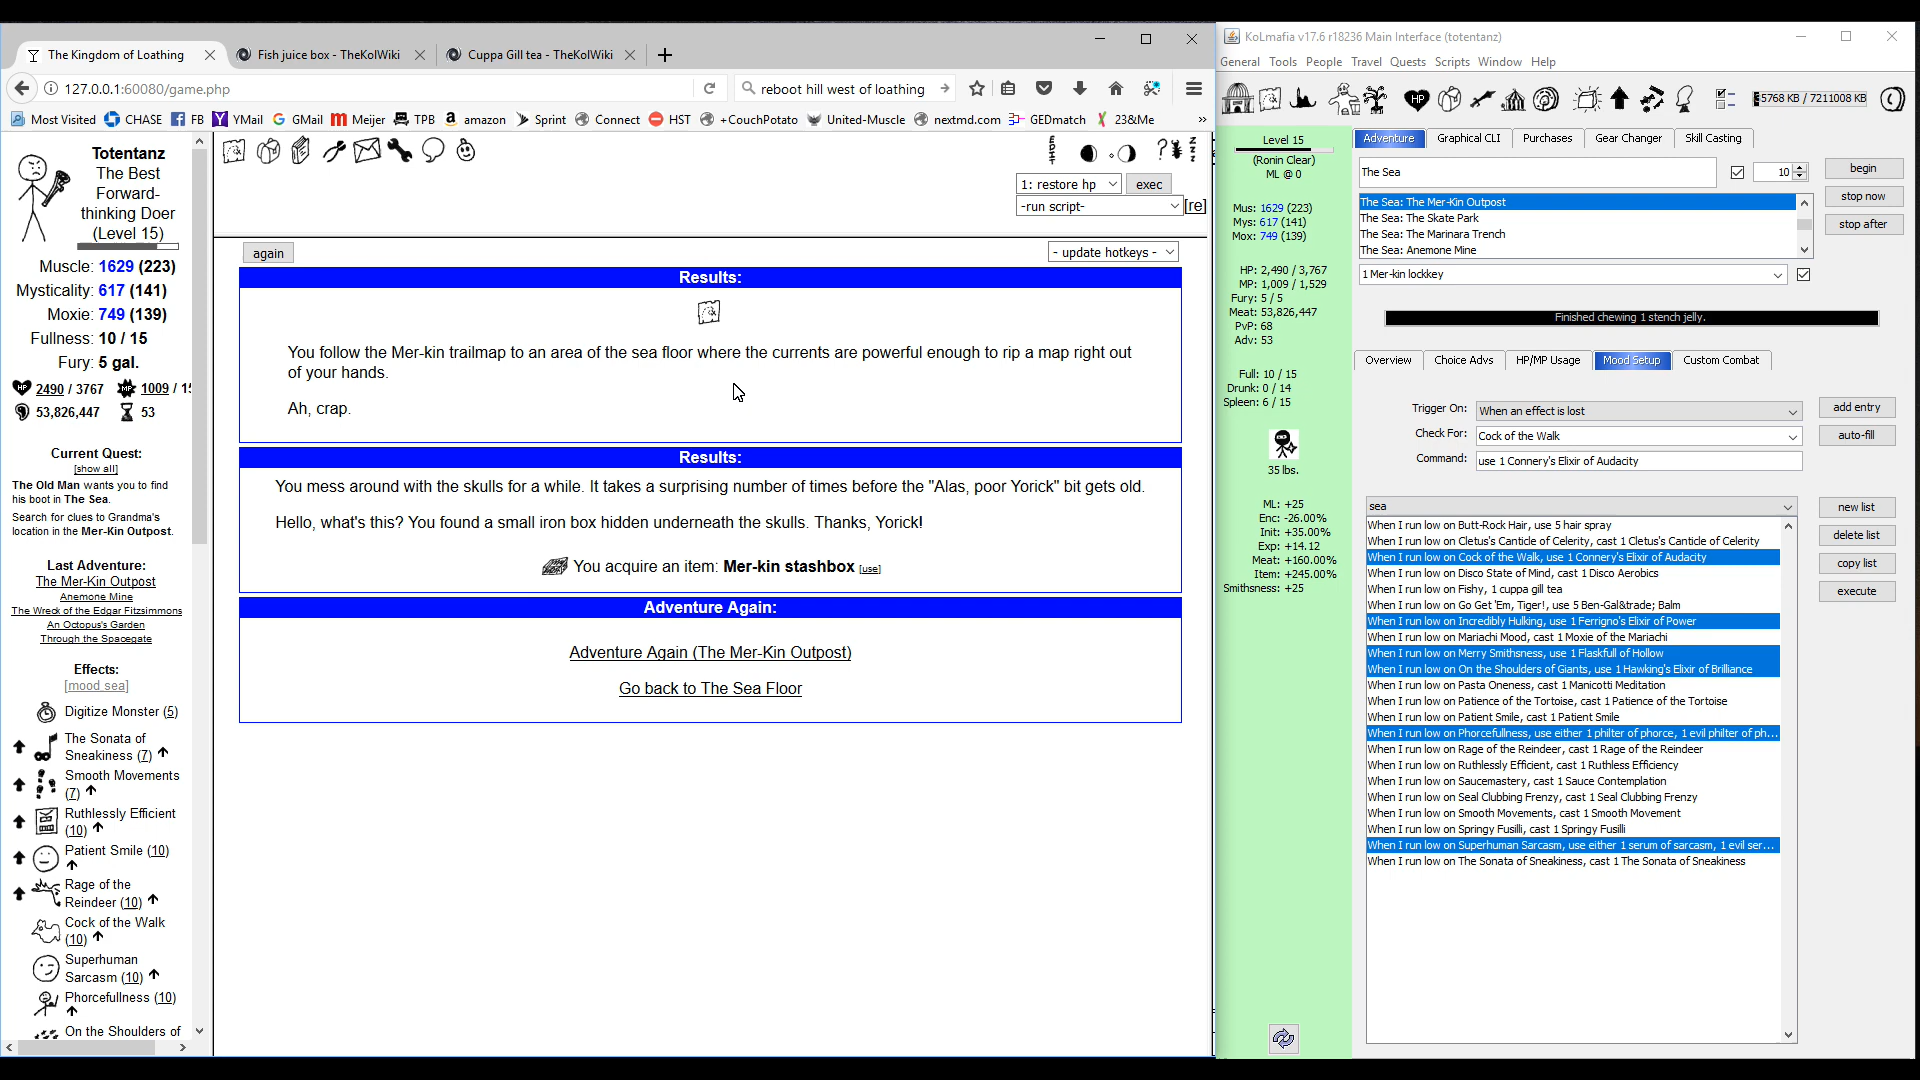 The Kingdom of Loathing
Fish juice box - TheKolWiki
Cuppa Gill tea - TheKolWiki
127.0.0.1:60080/game.php
reboot hill west of loathing
Most Visited
CHASE
FB
YMail
GMail
Meijer
TPB
amazon
Sprint
Connect
HST
+CouchPotato
United-Muscle
nextmd.com
GEDmatch
23&Me
Totentanz
The Best
Forward-
thinking Doer
(Level 15)
Muscle: 1629 (223)
Mysticality: 617 (141)
Moxie: 749 (139)
Fullness: 10 / 15
Fury: 5 gal.
2490 / 3767
1009 / 1
53,826,447
53
Current Quest:
[show all]
The Old Man wants you to find
his boot in The Sea.
Search for clues to Grandma's
location in the Mer-Kin Outpost.
Last Adventure:
The Mer-Kin Outpost
Anemone Mine
The Wreck of the Edgar Fitzsimmons
An Octopus's Garden
Through the Spacegate
Effects:
[mood sea]
Digitize Monster (5)
The Sonata of
Sneakiness (7)
Smooth Movements
(7)
Ruthlessly Efficient
(10)
Patient Smile (10)
Rage of the
Reindeer (10)
Cock of the Walk
(10)
Superhuman
Sarcasm (10)
Phorcefullness (10)
On the Shoulders of
EDIT
ZZZ
1: restore hp
exec
-run script-
[re]
again
- update hotkeys -
Results:
You follow the Mer-kin trailmap to an area of the sea floor where the currents are powerful enough to rip a map right out
of your hands.
Ah, crap.
Results:
You mess around with the skulls for a while. It takes a surprising number of times before the "Alas, poor Yorick" bit gets old.
Hello, what's this? You found a small iron box hidden underneath the skulls. Thanks, Yorick!
You acquire an item: Mer-kin stashbox [use]
Adventure Again:
Adventure Again (The Mer-Kin Outpost)
Go back to The Sea Floor
KoLmafia v17.6 r18236 Main Interface (totentanz)
General Tools People Travel Quests Scripts Window Help
HP
5768 KB / 7211008 KB
Level 15
(Ronin Clear)
ML @ 0
Mus: 1629 (223)
Mys: 617 (141)
Mox: 749 (139)
HP: 2,490 / 3,767
MP: 1,009 / 1,529
Fury: 5 / 5
Meat: 53,826,447
PvP: 68
Adv: 53
Full: 10 / 15
Drunk: 0 / 14
Spleen: 6 / 15
35 lbs.
ML: +25
Enc: -26.00%
Init: +35.00%
Exp: +14.12
Meat: +160.00%
Item: +245.00%
Smithsness: +25
Adventure
Graphical CLI
Purchases
Gear Changer
Skill Casting
The Sea
10
begin
stop now
stop after
The Sea: The Mer-Kin Outpost
The Sea: The Skate Park
The Sea: The Marinara Trench
The Sea: Anemone Mine
1 Mer-kin lockkey
Finished chewing 1 stench jelly.
Overview
Choice Advs
HP/MP Usage
Mood Setup
Custom Combat
Trigger On: When an effect is lost
add entry
Check For: Cock of the Walk
auto-fill
Command: use 1 Connery's Elixir of Audacity
sea
new list
delete list
copy list
execute
When I run low on Butt-Rock Hair, use 5 hair spray
When I run low on Cletus's Canticle of Celerity, cast 1 Cletus's Canticle of Celerity
When I run low on Cock of the Walk, use 1 Connery's Elixir of Audacity
When I run low on Disco State of Mind, cast 1 Disco Aerobics
When I run low on Fishy, 1 cuppa gill tea
When I run low on Go Get 'Em, Tiger!, use 5 Ben-Gal&trade; Balm
When I run low on Incredibly Hulking, use 1 Ferrigno's Elixir of Power
When I run low on Mariachi Mood, cast 1 Moxie of the Mariachi
When I run low on Merry Smithsness, use 1 Flaskfull of Hollow
When I run low on On the Shoulders of Giants, use 1 Hawking's Elixir of Brilliance
When I run low on Pasta Oneness, cast 1 Manicotti Meditation
When I run low on Patience of the Tortoise, cast 1 Patience of the Tortoise
When I run low on Patient Smile, cast 1 Patient Smile
When I run low on Phorcefullness, use either 1 philter of phorce, 1 evil philter of ph...
When I run low on Rage of the Reindeer, cast 1 Rage of the Reindeer
When I run low on Ruthlessly Efficient, cast 1 Ruthless Efficiency
When I run low on Saucemastery, cast 1 Sauce Contemplation
When I run low on Seal Clubbing Frenzy, cast 1 Seal Clubbing Frenzy
When I run low on Smooth Movements, cast 1 Smooth Movement
When I run low on Springy Fusilli, cast 1 Springy Fusilli
When I run low on Superhuman Sarcasm, use either 1 serum of sarcasm, 1 evil ser...
When I run low on The Sonata of Sneakiness, cast 1 The Sonata of Sneakiness